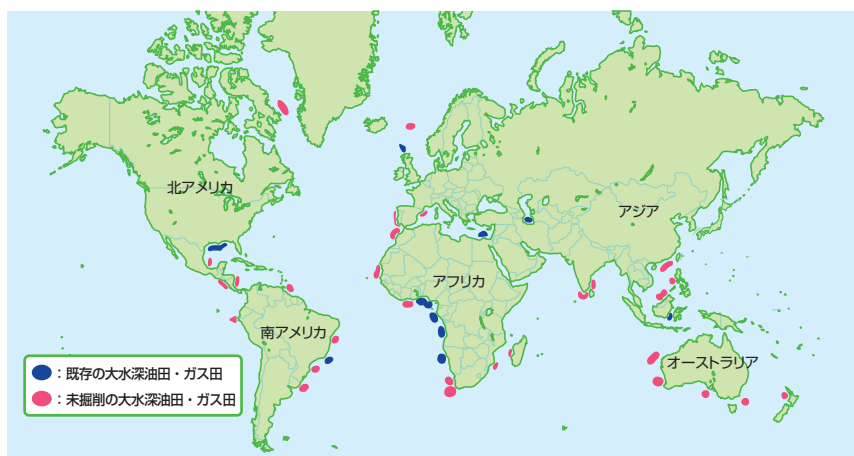 北アメリカ
アジア
アフリカ
南アメリカ
オーストラリア
:既存の大水深油田・ガス田
:未掘削の大水深油田・ガス田